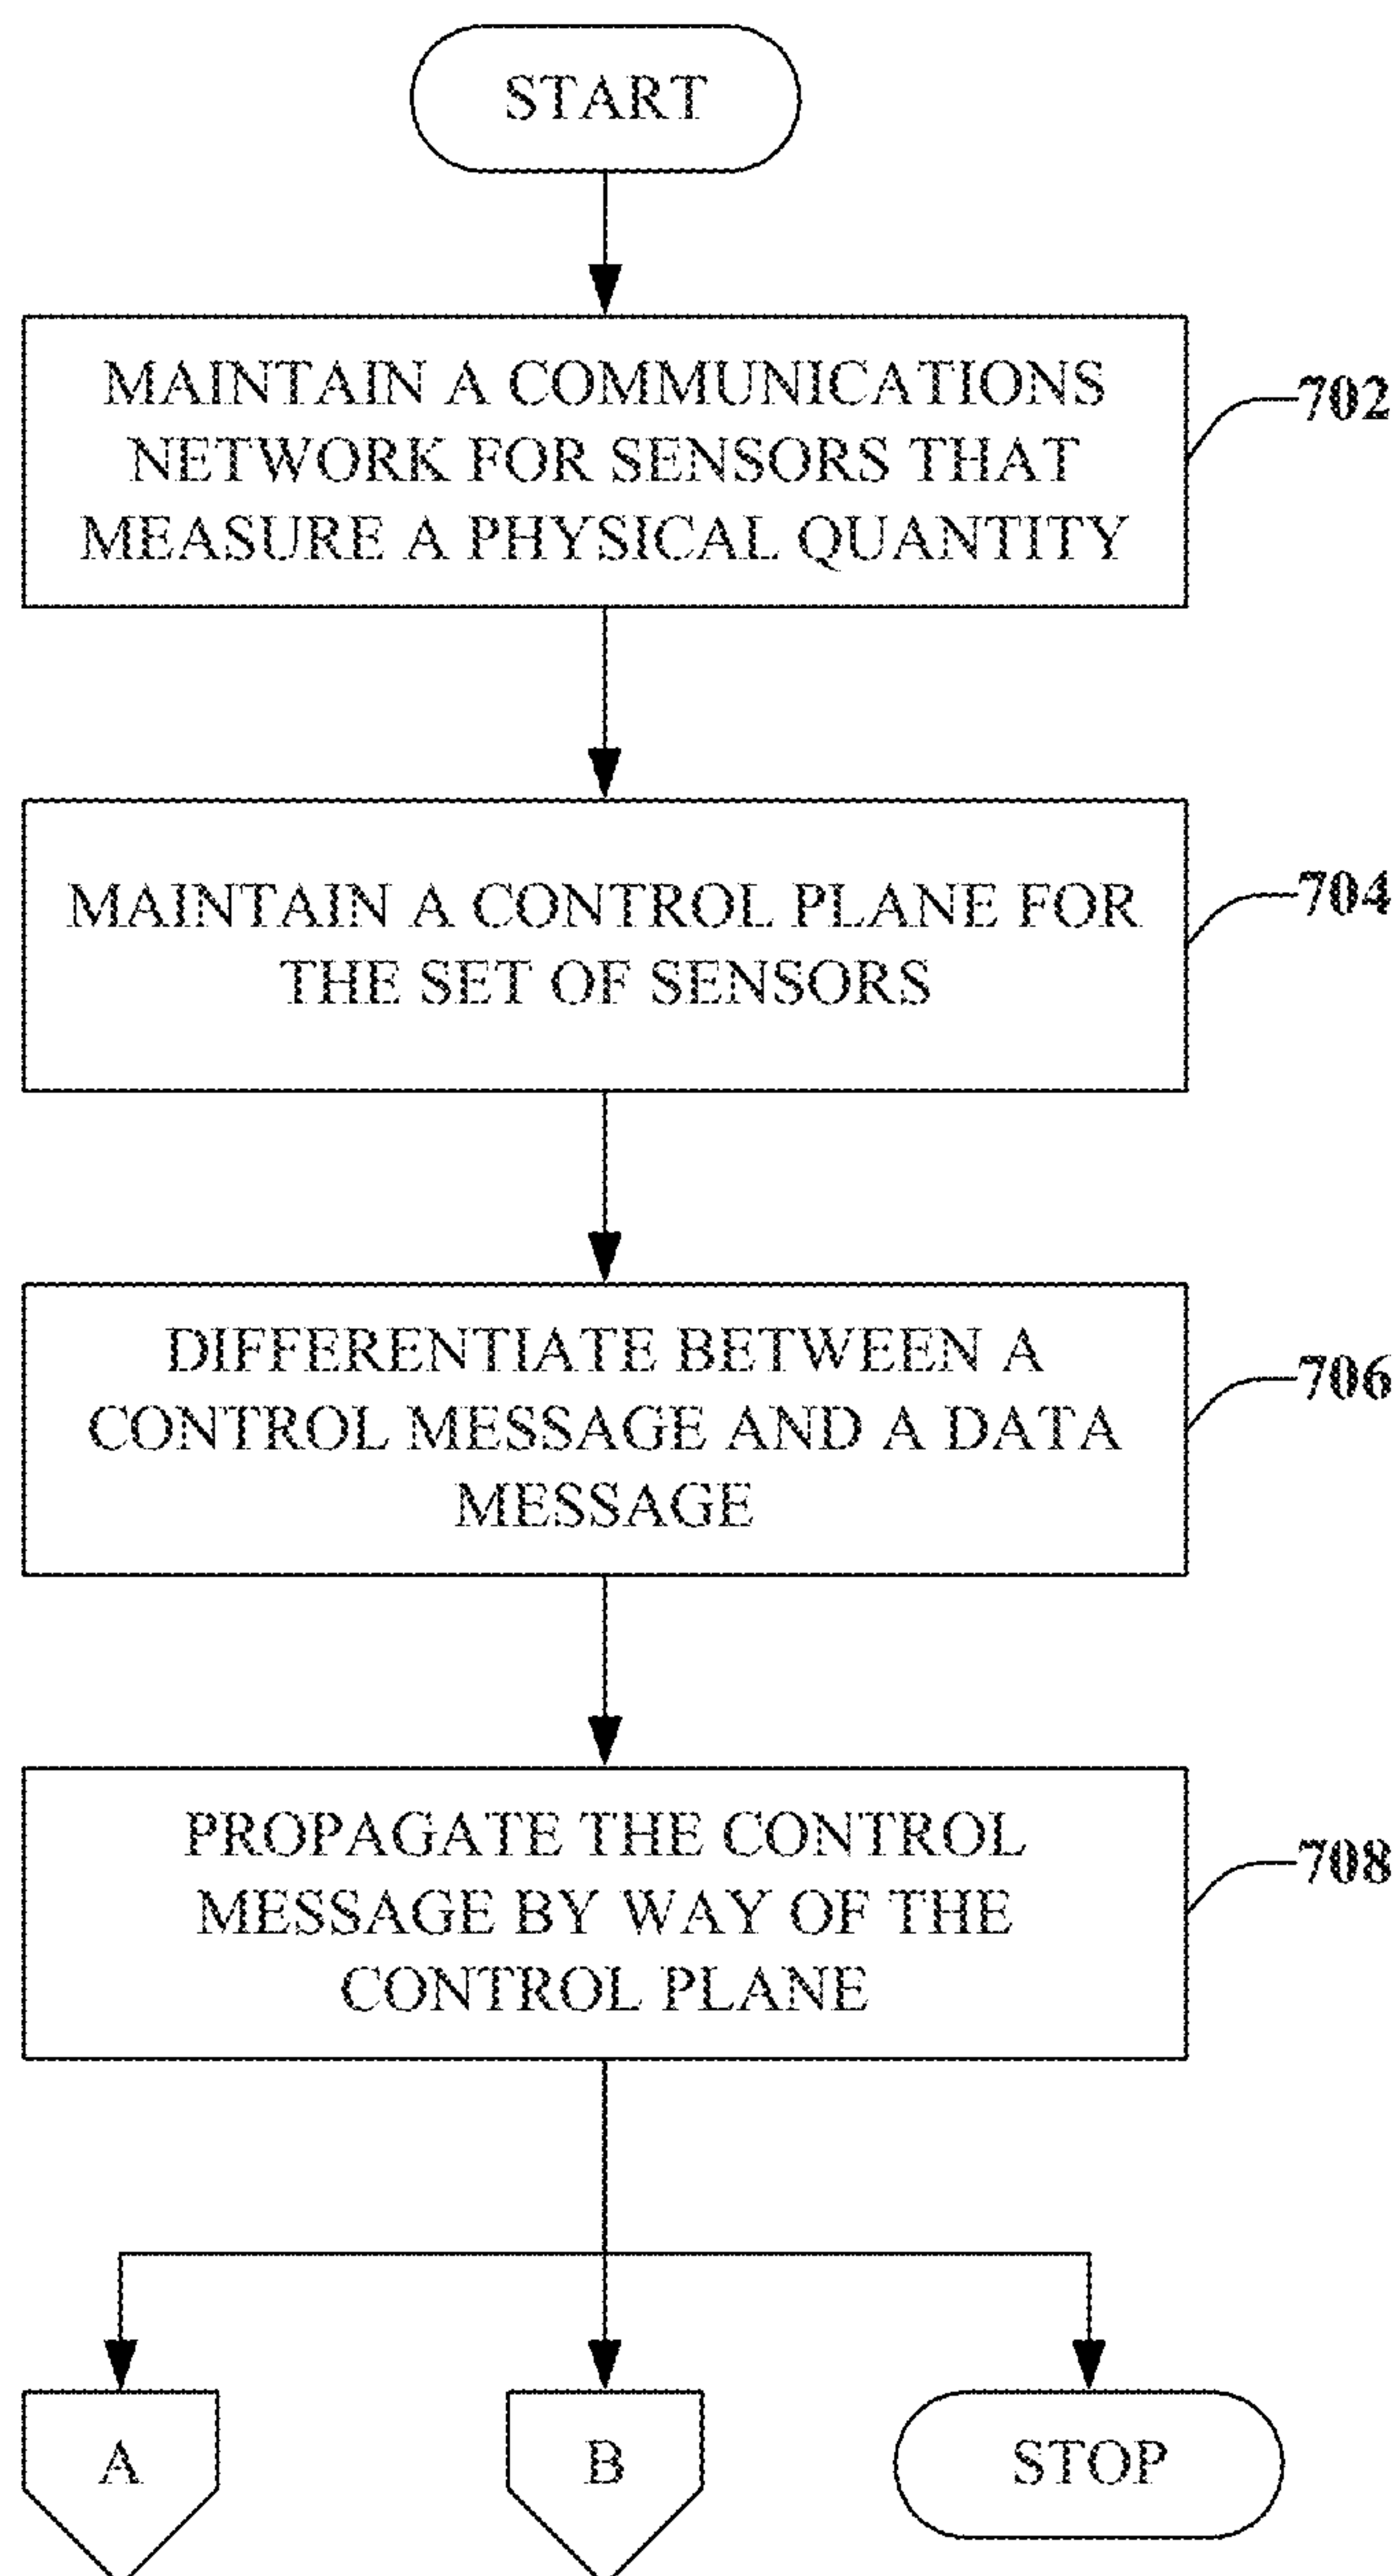 START
MAINTAIN A COMMUNICATIONS
NETWORK FOR SENSORS THAT
MEASURE A PHYSICAL QUANTITY
702
MAINTAIN A CONTROL PLANE FOR
THE SET OF SENSORS
704
DIFFERENTIATE BETWEEN A
CONTROL MESSAGE AND A DATA
MESSAGE
706
PROPAGATE THE CONTROL
MESSAGE BY WAY OF THE
CONTROL PLANE
708
A
B
STOP